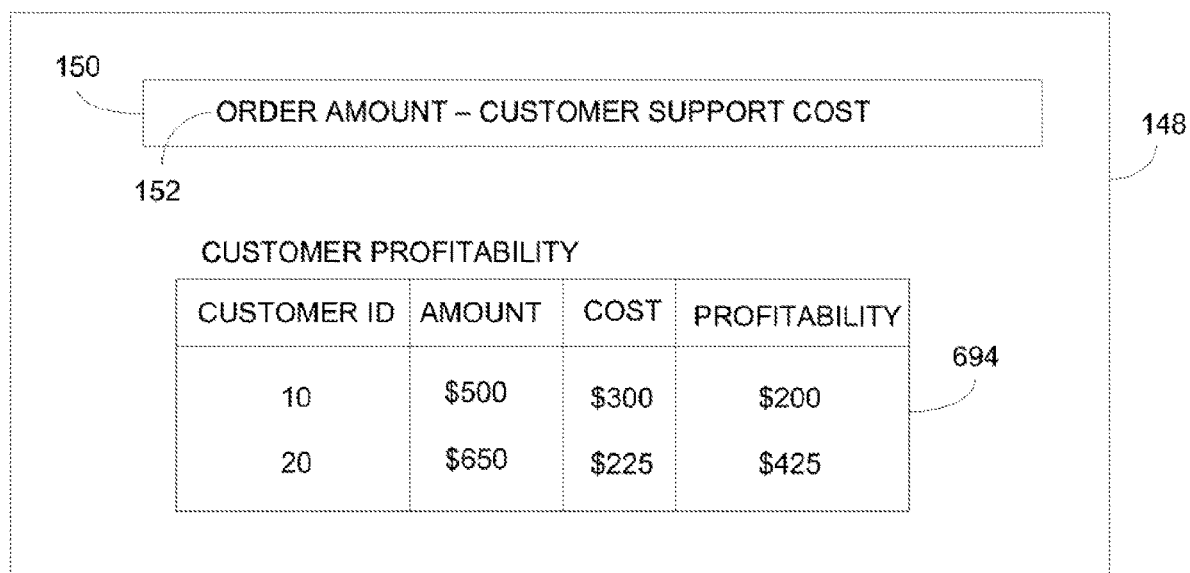 150
ORDER AMOUNT – CUSTOMER SUPPORT COST
148
152
CUSTOMER PROFITABILITY
CUSTOMER ID AMOUNT COST PROFITABILITY
694
10 $500 $300 $200
20 $650 $225 $425